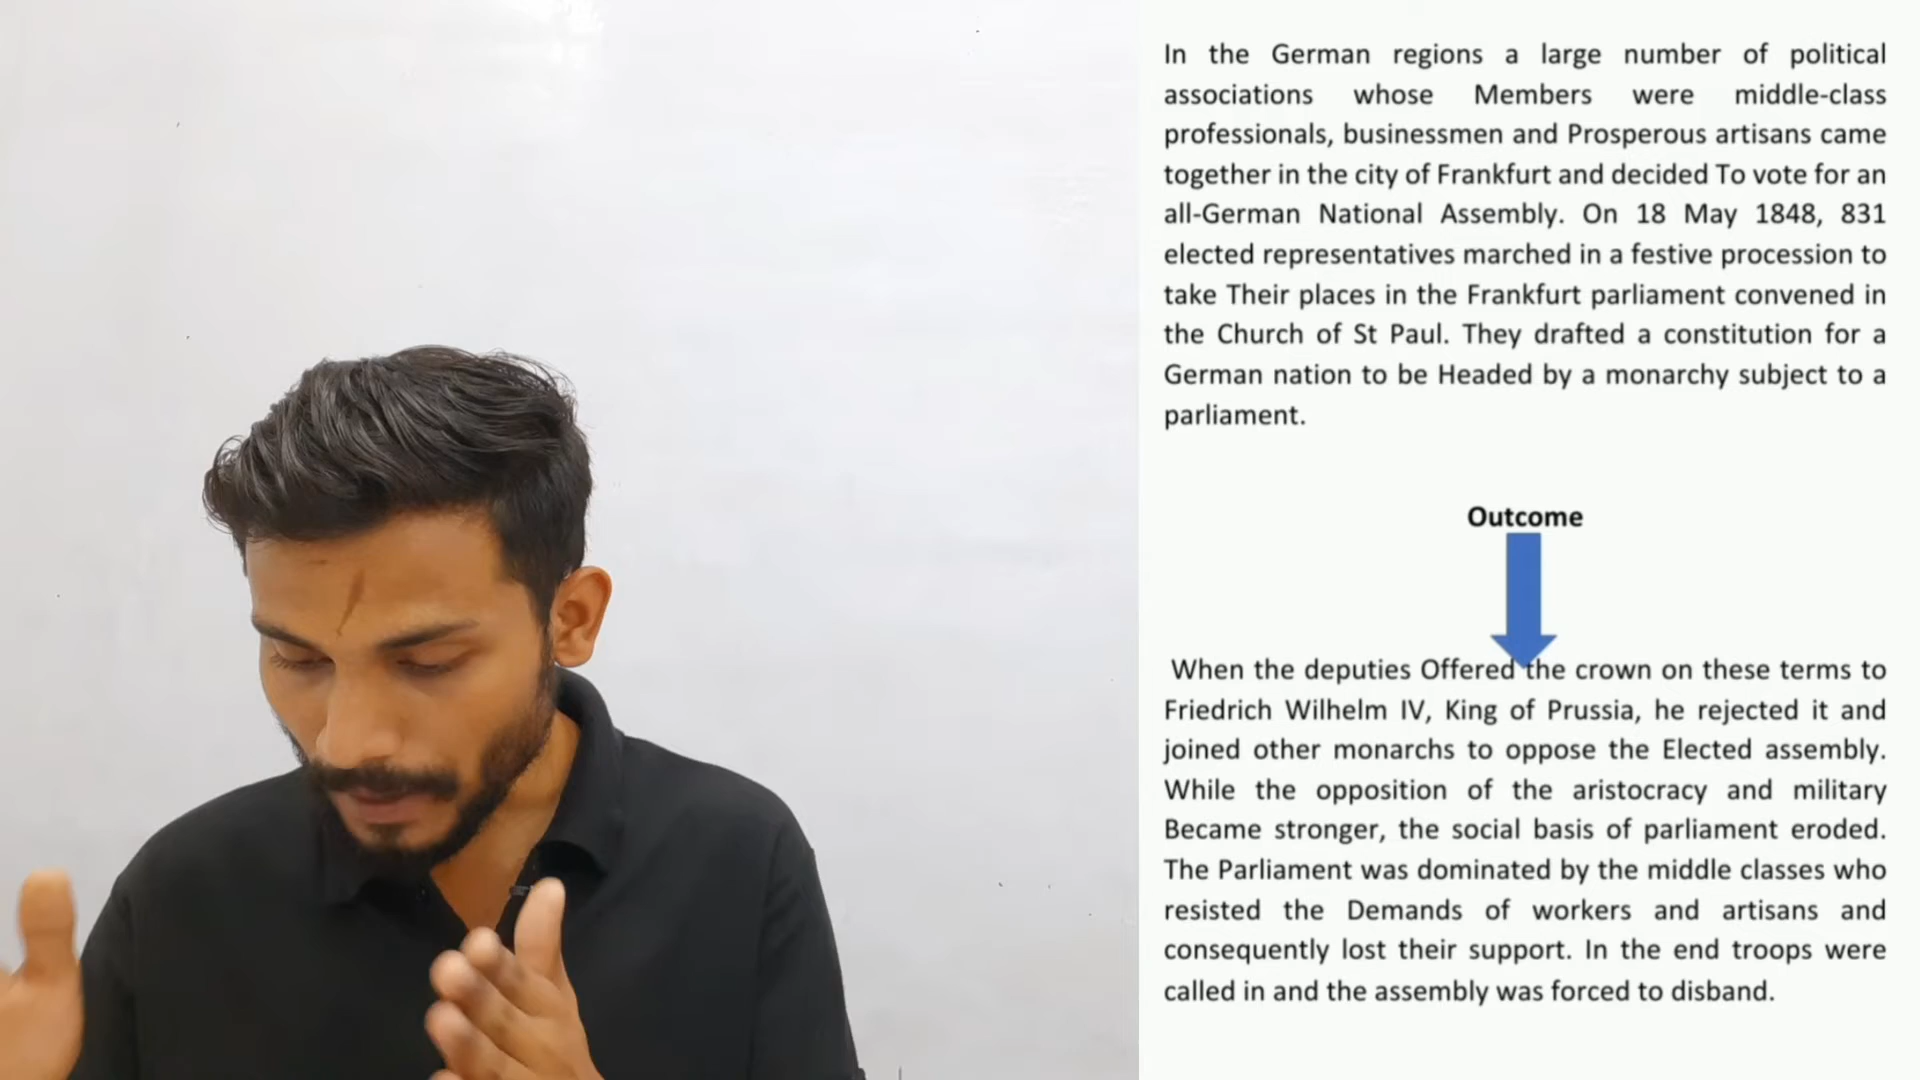 In the German regions a large number of political
associations whose Members were middle-class
professionals, businessmen and Prosperous artisans came
together in the city of Frankfurt and decided To vote for an
all-German National Assembly. On 18 May 1848, 831
elected representatives marched in a festive procession to
take Their places in the Frankfurt parliament convened in
the Church of St Paul. They drafted a constitution for a
German nation to be Headed by a monarchy subject to a
parliament.
Outcome
When the deputies Offered the crown on these terms to
Friedrich Wilhelm IV, King of Prussia, he rejected it and
joined other monarchs to oppose the Elected assembly.
While the opposition of the aristocracy and military
Became stronger, the social basis of parliament eroded.
The Parliament was dominated by the middle classes who
resisted the Demands of workers and artisans and
consequently lost their support. In the end troops were
called in and the assembly was forced to disband.